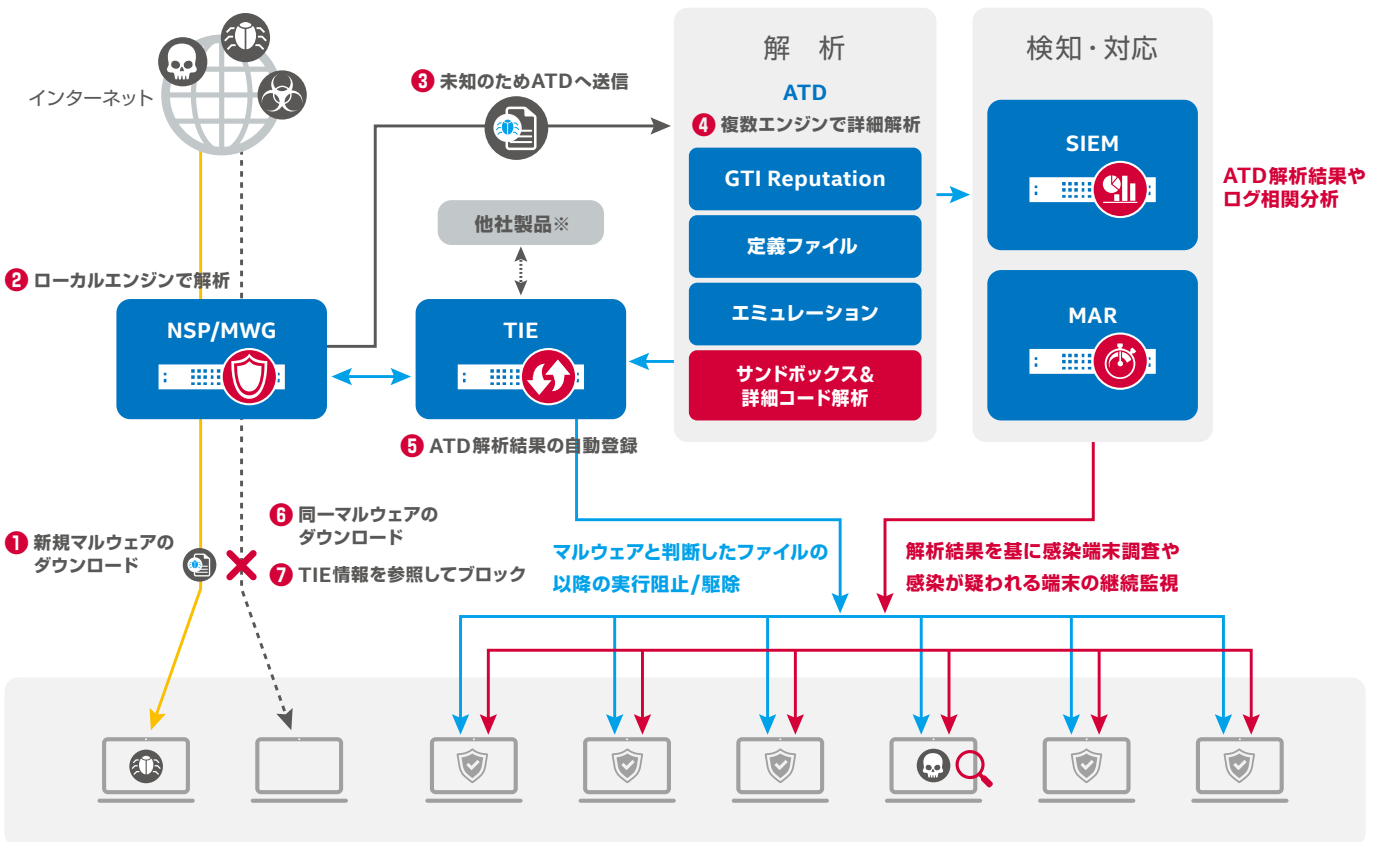 インターネット
❸ 未知のためATDへ送信
解 析
ATD
❹ 複数エンジンで詳細解析
GTI Reputation
定義ファイル
エミュレーション
サンドボックス&
詳細コード解析
検知・対応
SIEM
MAR
ATD解析結果や
ログ相関分析
他社製品※
❷ ローカルエンジンで解析
NSP/MWG
TIE
❺ ATD解析結果の自動登録
❶ 新規マルウェアの
ダウンロード
❻ 同一マルウェアの
ダウンロード
❼ TIE情報を参照してブロック
マルウェアと判断したファイルの
以降の実行阻止/駆除
解析結果を基に感染端末調査や
感染が疑われる端末の継続監視